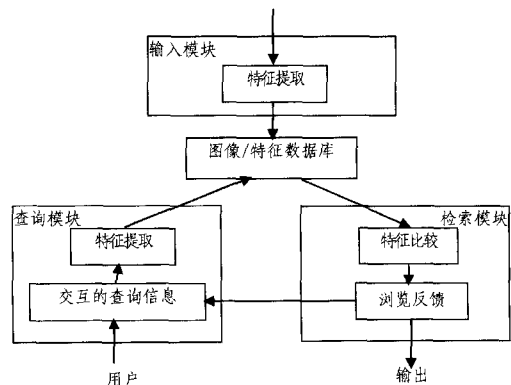 输入模块
特征提取
图像/特征数据库
查询模块
检索模块
特征提取
特征比较
交互的查询信息
浏览反馈
用户
输出